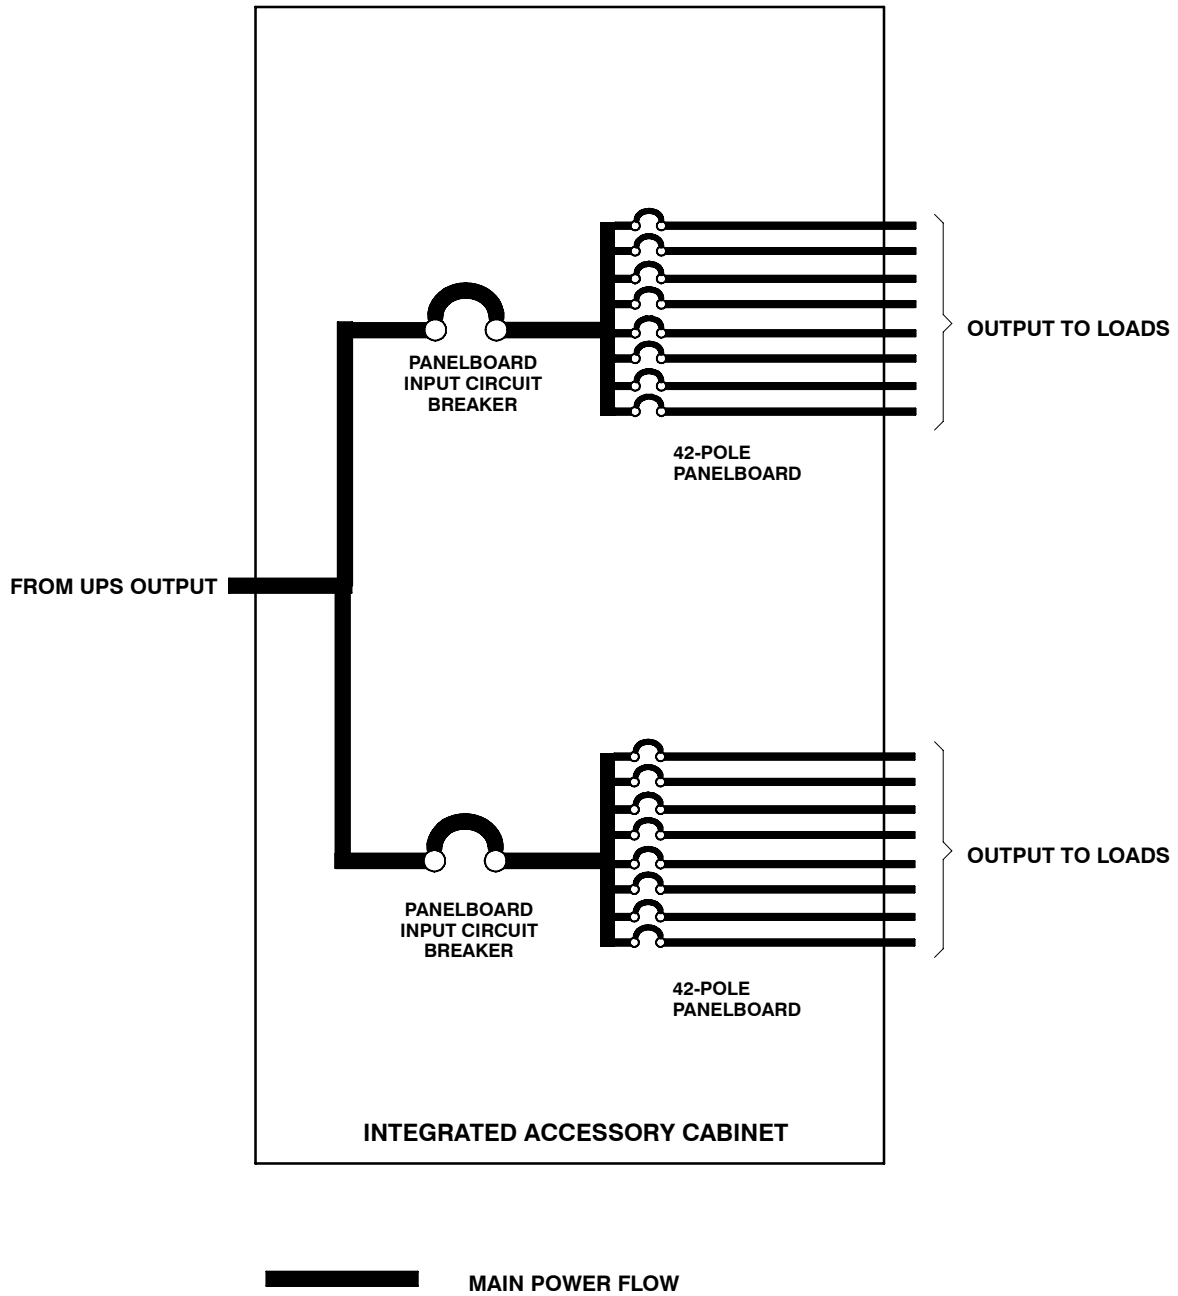 OUTPUT TO LOADS
PANELBOARD
INPUT CIRCUIT
BREAKER
42-POLE
PANELBOARD
FROM UPS OUTPUT
OUTPUT TO LOADS
PANELBOARD
INPUT CIRCUIT
BREAKER
42-POLE
PANELBOARD
INTEGRATED ACCESSORY CABINET
MAIN POWER FLOW